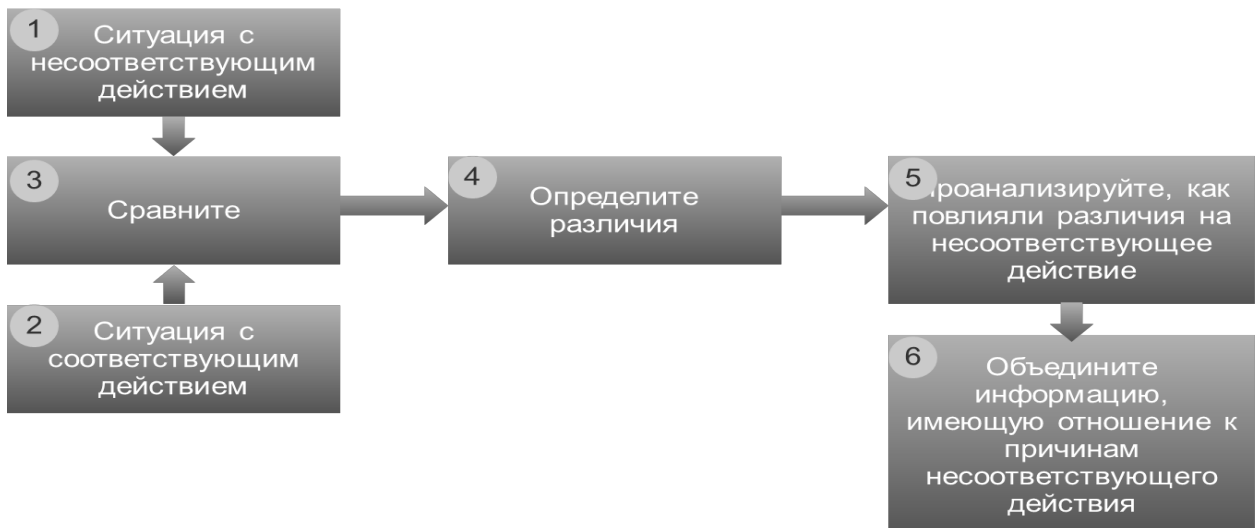 1
Ситуация с
несоответствующим
действием
3
Сравните
2
Ситуация с
соответствующим
действием
4
Определите
различия
5
проанализируйте, как
повлияли различия на
несоответствующее
действие
6
Объедините
информацию,
имеющую отношение к
причинам
несоответствующего
действия